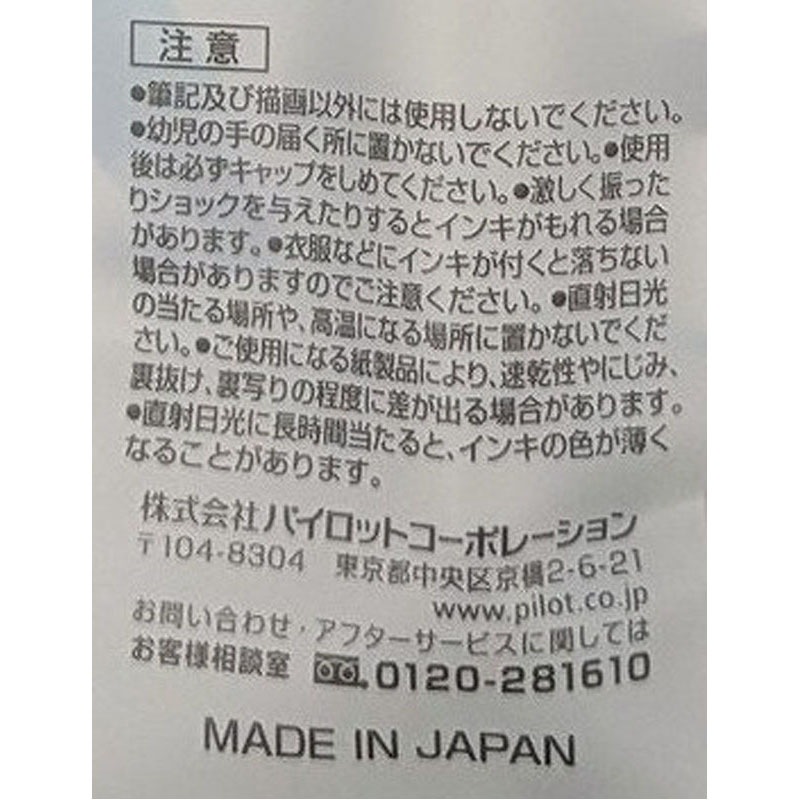 注意
●筆記及び描画以外には使用しないでください。
●幼児の手の届く所に置かないでください。●使用
後は必ずキャップをしめてください。●激しく振った
りショックを与えたりするとインキがもれる場合
があります。●衣服などにインキが付くと落ちない
場合がありますのでご注意ください。●直射日光
の当たる場所や、高温になる場所に置かないでくだ
さい。●ご使用になる紙製品により、速乾性やにじみ、
裏抜け、裏写りの程度に差が出る場合があります。
●直射日光に長時間当たると、インキの色が薄く
なることがあります。
株式会社パイロットコーポレーション
〒104-8304 東京都中央区京橋2-6-21
www.pilot.co.jp
お問い合わせ・アフターサービスに関しては
お客様相談室 0120-281610
MADE IN JAPAN